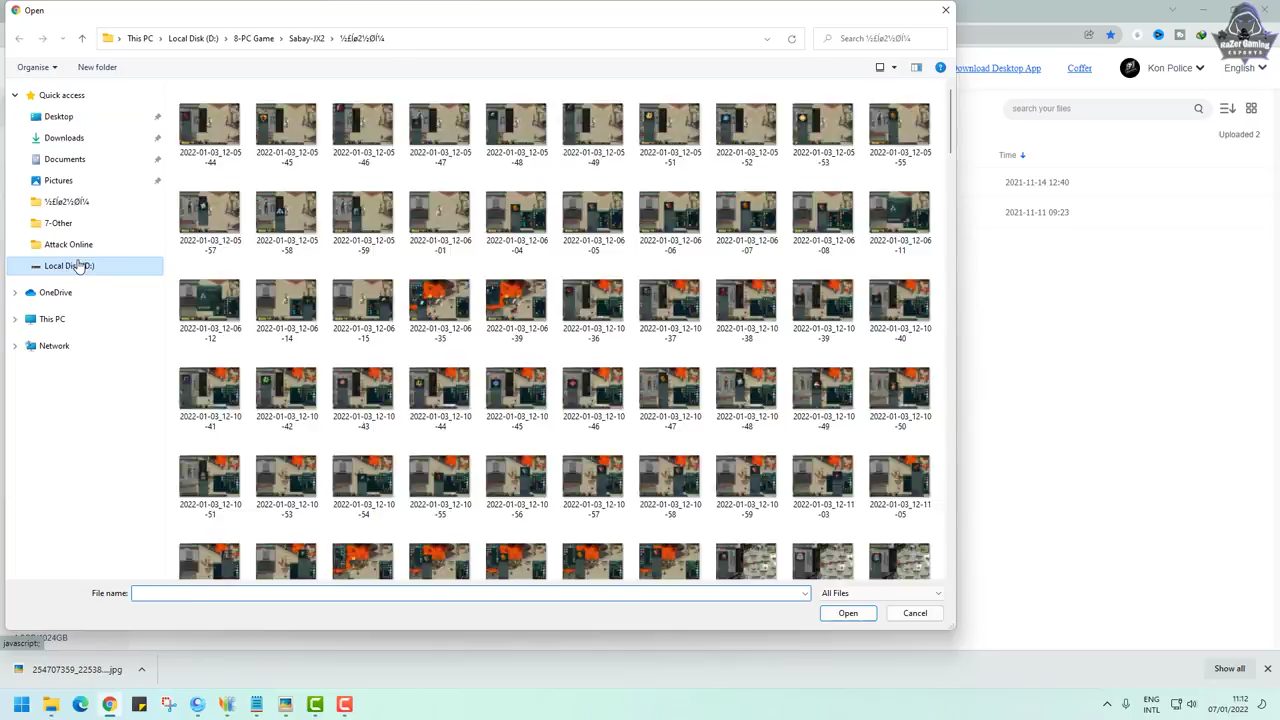 Open
This PC
Local Disk (D:)
8-PC Game
Sabay-JX2
½£Íø2½ØÍ¼
Search ½£Íø2½ØÍ¼
Organise
New folder
Quick access
Desktop
Downloads
Documents
Pictures
½£Íø2½ØÍ¼
7-Other
Attack Online
OneDrive
This PC
Network
2022-01-03_12-05-44
2022-01-03_12-05-45
2022-01-03_12-05-46
2022-01-03_12-05-47
2022-01-03_12-05-48
2022-01-03_12-05-49
2022-01-03_12-05-51
2022-01-03_12-05-52
2022-01-03_12-05-53
2022-01-03_12-05-55
2022-01-03_12-05-57
2022-01-03_12-05-58
2022-01-03_12-05-59
2022-01-03_12-06-01
2022-01-03_12-06-04
2022-01-03_12-06-05
2022-01-03_12-06-06
2022-01-03_12-06-07
2022-01-03_12-06-08
2022-01-03_12-06-11
2022-01-03_12-06-12
2022-01-03_12-06-14
2022-01-03_12-06-15
2022-01-03_12-06-35
2022-01-03_12-06-39
2022-01-03_12-10-36
2022-01-03_12-10-37
2022-01-03_12-10-38
2022-01-03_12-10-39
2022-01-03_12-10-40
2022-01-03_12-10-41
2022-01-03_12-10-42
2022-01-03_12-10-43
2022-01-03_12-10-44
2022-01-03_12-10-45
2022-01-03_12-10-46
2022-01-03_12-10-47
2022-01-03_12-10-48
2022-01-03_12-10-49
2022-01-03_12-10-50
2022-01-03_12-10-51
2022-01-03_12-10-53
2022-01-03_12-10-54
2022-01-03_12-10-55
2022-01-03_12-10-56
2022-01-03_12-10-57
2022-01-03_12-10-58
2022-01-03_12-10-59
2022-01-03_12-11-03
2022-01-03_12-11-05
File name:
All Files
Open
Cancel
RaZer Gaming
ESPORTS
Download Desktop App
Coffer
Kon Police
English
search your files
Uploaded 2
Time
2021-11-14 12:40
2021-11-11 09:23
javascript:
254707359_22538....jpg
Show all
ENG
INTL
11:12
07/01/2022